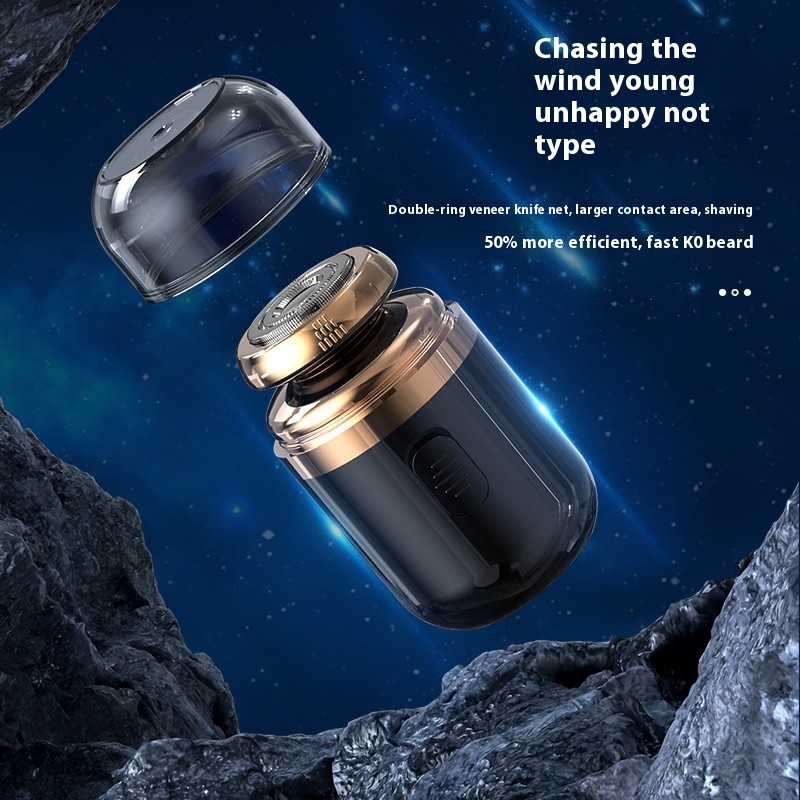 Chasing the
wind young
unhappy not
type
Double-ring veneer knife net, larger contact area, shaving
50% more efficient, fast K0 beard